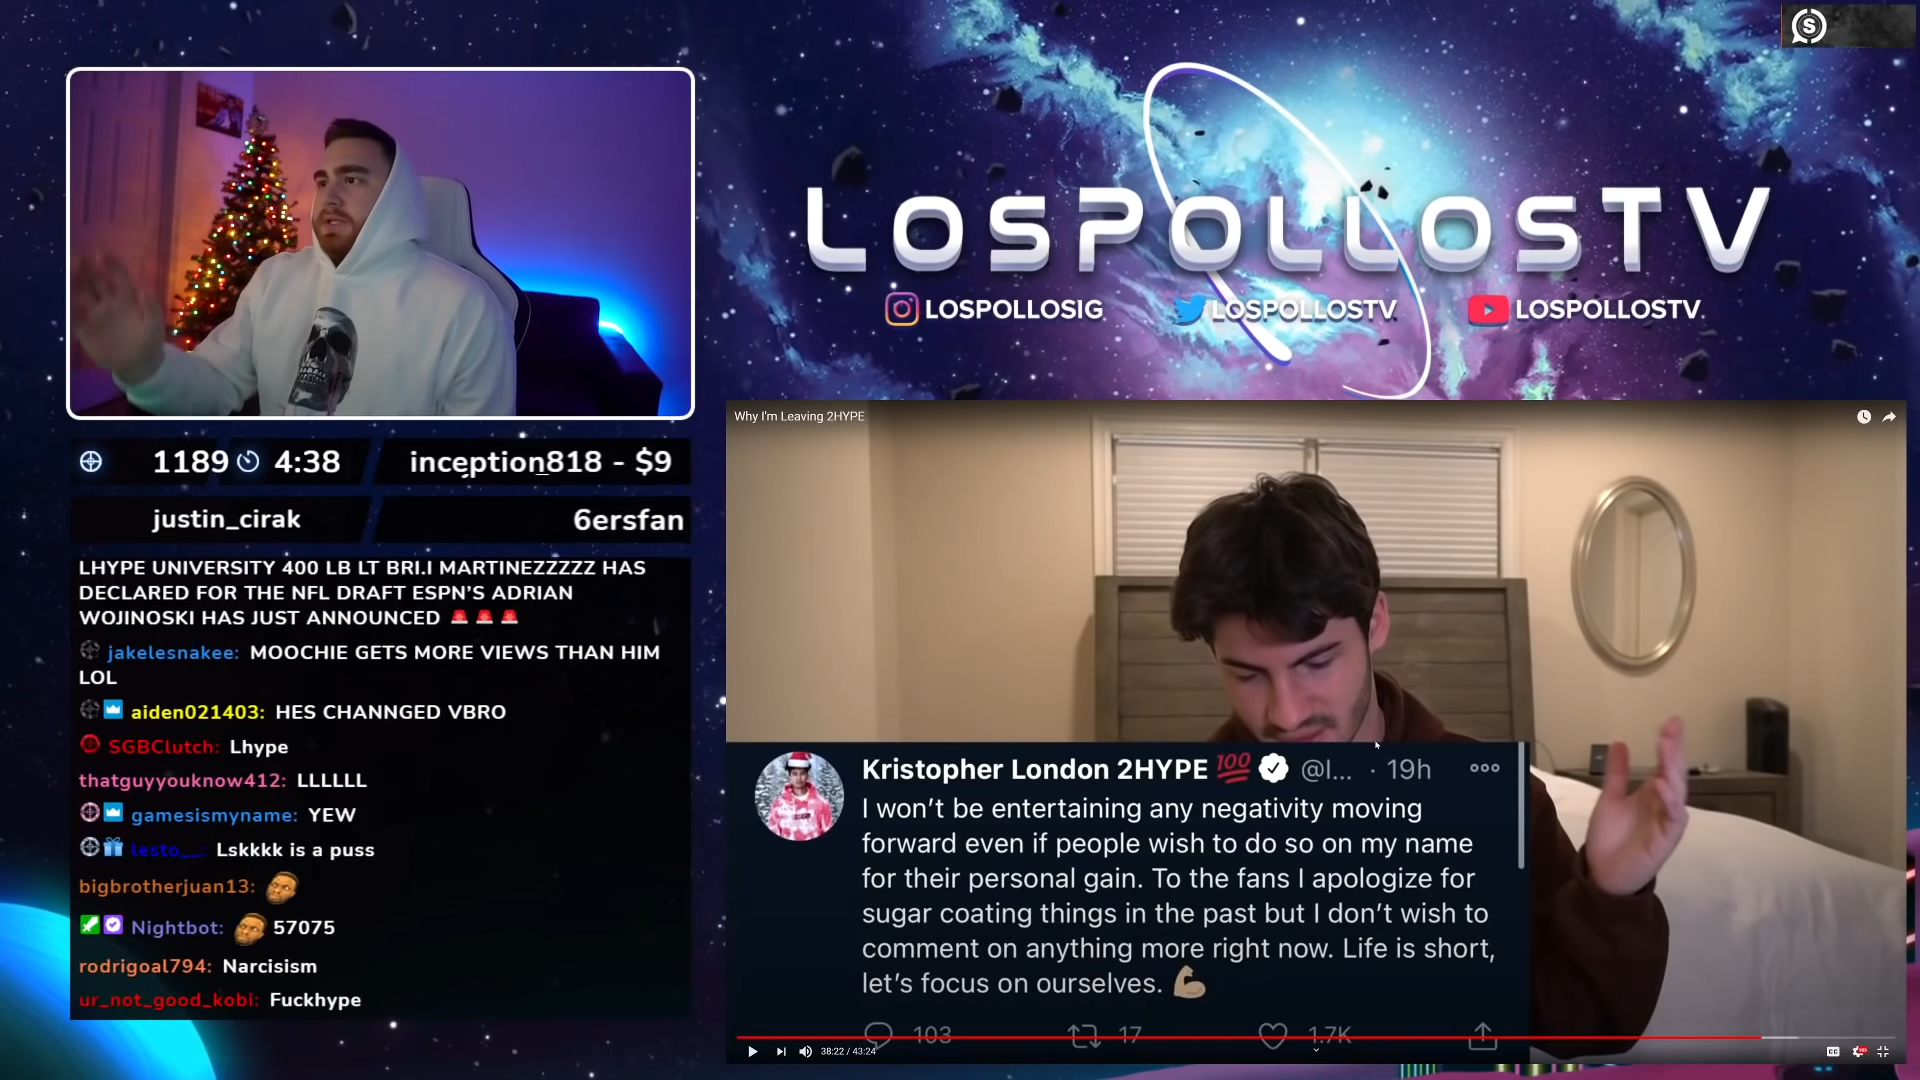 LOSPOLLOSTV
LOSPOLLOSIG
LOSPOLLOSTV
LOSPOLLOSTV
1189 4:38 inception818 - $9
justin_cirak 6ersfan
LHYPE UNIVERSITY 400 LB LT BRI.I MARTINEZZZZZ HAS
DECLARED FOR THE NFL DRAFT ESPN'S ADRIAN
WOJINOSKI HAS JUST ANNOUNCED 🚨 🚨 🚨
jakelesnakee: MOOCHIE GETS MORE VIEWS THAN HIM
LOL
aiden021403: HES CHANNGED VBRO
SGBClutch: Lhype
thatguyyouknow412: LLLLLL
gamesismyname: YEW
lesto__: Lskkkk is a puss
bigbrotherjuan13:
Nightbot: 57075
rodrigoal794: Narcisism
ur_not_good_kobi: Fuckhype
Why I'm Leaving 2HYPE
Kristopher London 2HYPE 💯 @l... · 19h
I won't be entertaining any negativity moving
forward even if people wish to do so on my name
for their personal gain. To the fans I apologize for
sugar coating things in the past but I don't wish to
comment on anything more right now. Life is short,
let's focus on ourselves. 💪🏼
103 17 1.7K
38:22 / 43:24